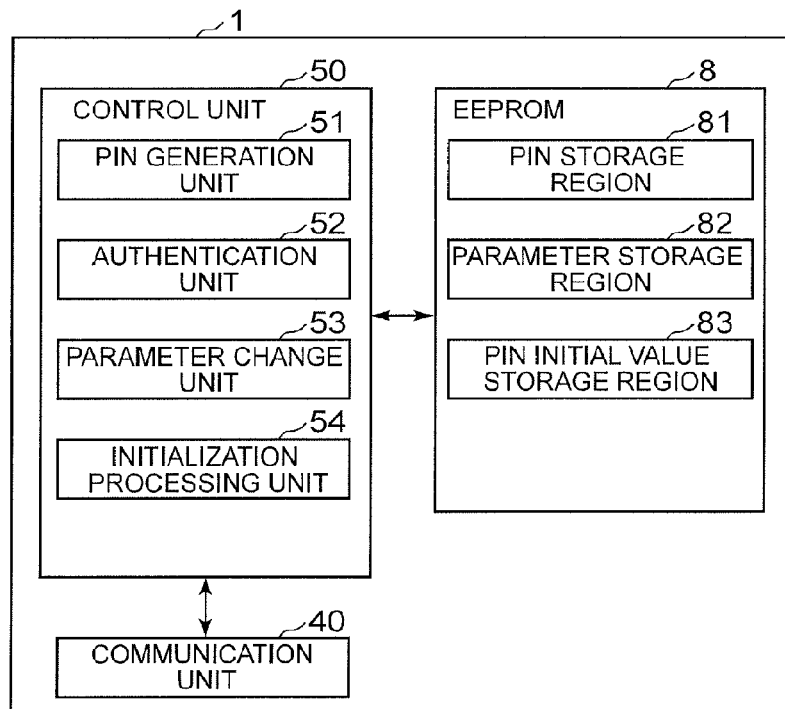 1
50
CONTROL UNIT
51
PIN GENERATION
UNIT
52
AUTHENTICATION
UNIT
53
PARAMETER CHANGE
UNIT
54
INITIALIZATION
PROCESSING UNIT
8
EEPROM
81
PIN STORAGE
REGION
82
PARAMETER STORAGE
REGION
83
PIN INITIAL VALUE
STORAGE REGION
40
COMMUNICATION
UNIT